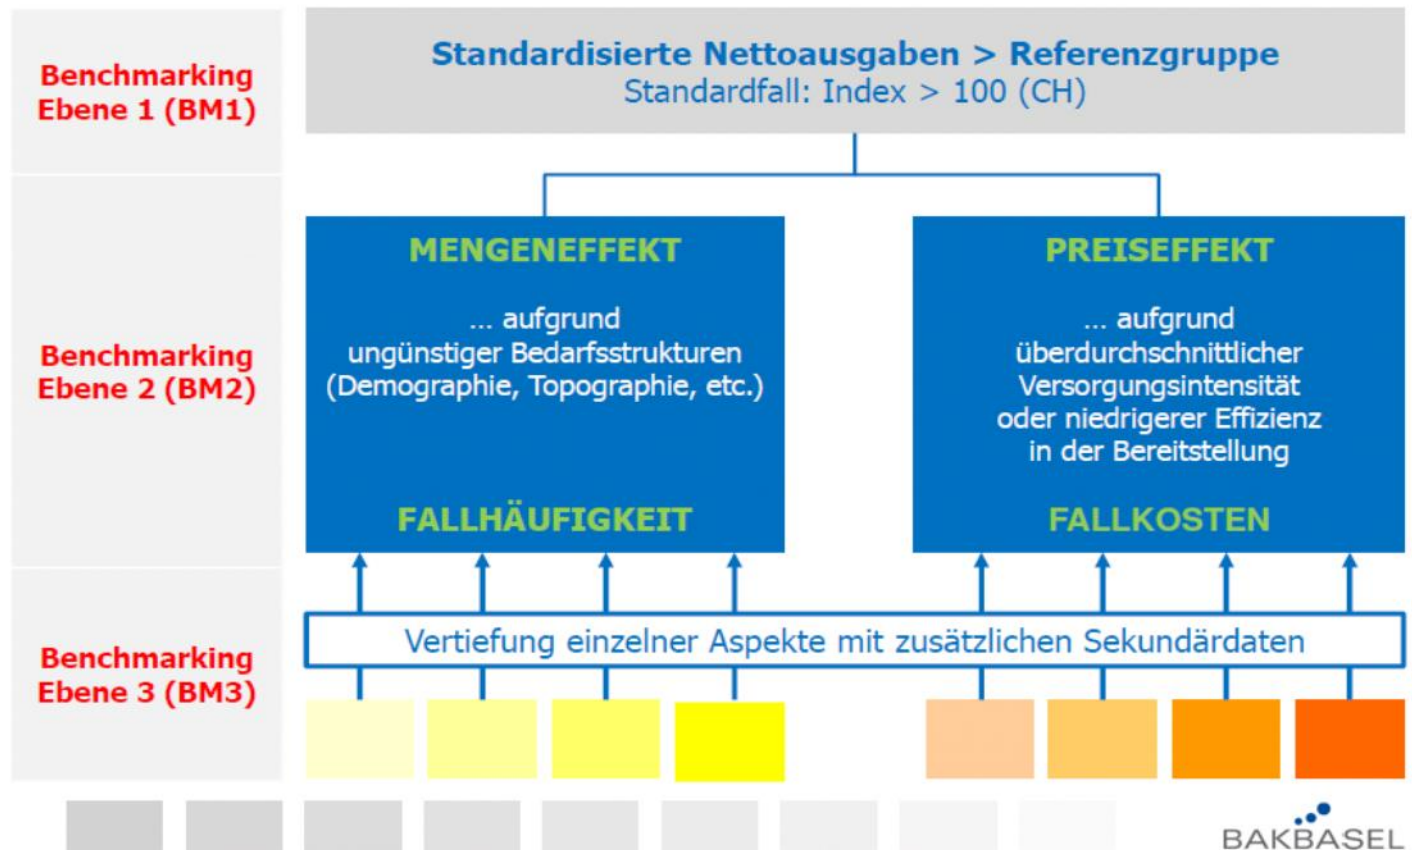 Benchmarking
Ebene 1 (BM1)
Standardisierte Nettoausgaben > Referenzgruppe
Standardfall: Index > 100 (CH)
Benchmarking
Ebene 2 (BM2)
MENGENEFFEKT
... aufgrund
ungünstiger Bedarfsstrukturen
(Demographie, Topographie, etc.)
FALLHÄUFIGKEIT
PREISEFFEKT
... aufgrund
überdurchschnittlicher
Versorgungsintensität
oder niedrigerer Effizienz
in der Bereitstellung
FALLKOSTEN
Benchmarking
Ebene 3 (BM3)
Vertiefung einzelner Aspekte mit zusätzlichen Sekundärdaten
BAKBASEL